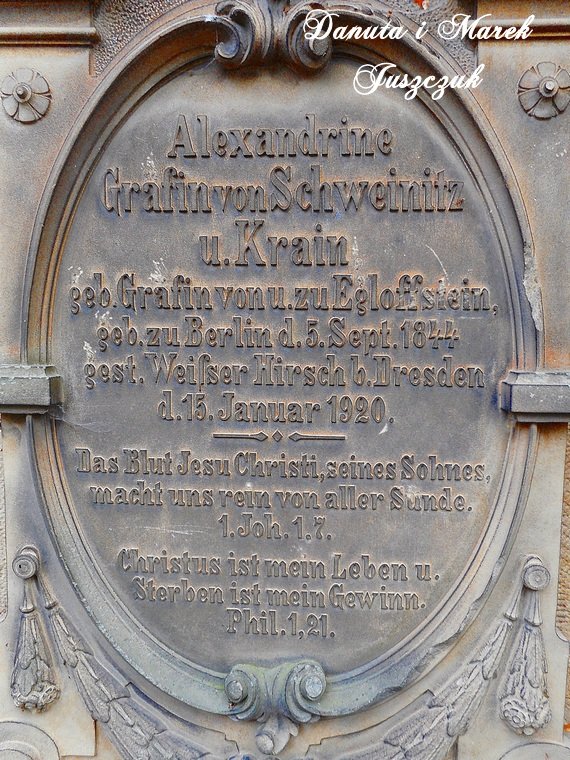 Danuta i Marek
Juszczuk
Alexandrine
Gräfin von Schweinitz
u. Krain
geb. Gräfin von u. zu Egloffstein,
geb. zu Berlin d. 5. Sept. 1844
gest. Weißer Hirsch b. Dresden
d. 15. Januar 1920.
Das Blut Jesu Christi, seines Sohnes,
macht uns rein von aller Sünde.
1. Joh. 1. 7.
Christus ist mein Leben u.
Sterben ist mein Gewinn.
Phil. 1, 21.